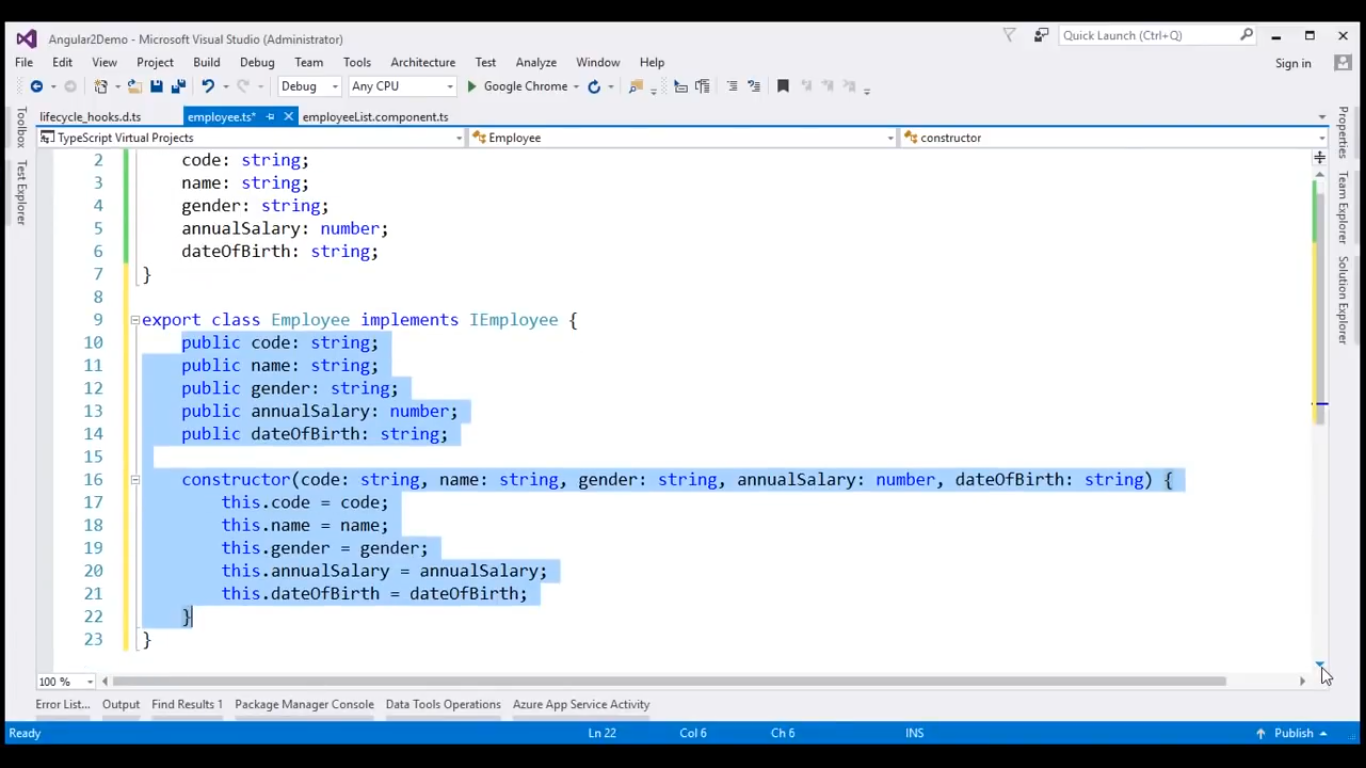 Angular2Demo - Microsoft Visual Studio (Administrator)
Quick Launch (Ctrl+Q)
File Edit View Project Build Debug Team Tools Architecture Test Analyze Window Help
Sign in
Debug Any CPU Google Chrome
lifecycle_hooks.d.ts employee.ts* employeeList.component.ts
TypeScript Virtual Projects Employee constructor
Toolbox
Test Explorer
2 code: string;
3 name: string;
4 gender: string;
5 annualSalary: number;
6 dateOfBirth: string;
7 }
8
9 export class Employee implements IEmployee {
10 public code: string;
11 public name: string;
12 public gender: string;
13 public annualSalary: number;
14 public dateOfBirth: string;
15
16 constructor(code: string, name: string, gender: string, annualSalary: number, dateOfBirth: string) {
17 this.code = code;
18 this.name = name;
19 this.gender = gender;
20 this.annualSalary = annualSalary;
21 this.dateOfBirth = dateOfBirth;
22 }
23 }
Properties
Team Explorer
Solution Explorer
100 %
Error List... Output Find Results 1 Package Manager Console Data Tools Operations Azure App Service Activity
Ready Ln 22 Col 6 Ch 6 INS Publish